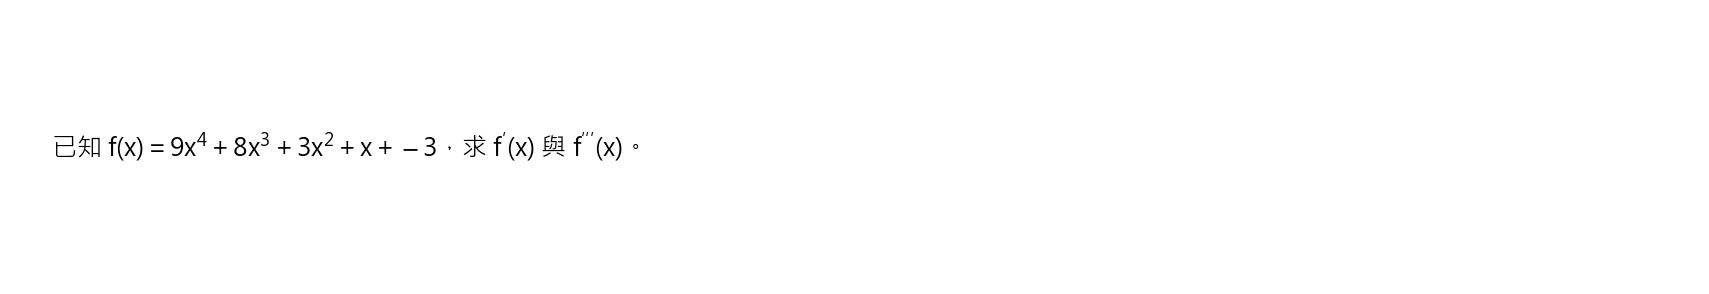 已知 f(x) = 9x⁴ + 8x³ + 3x² + x + −3，求 f′(x) 與 f′′′(x)。